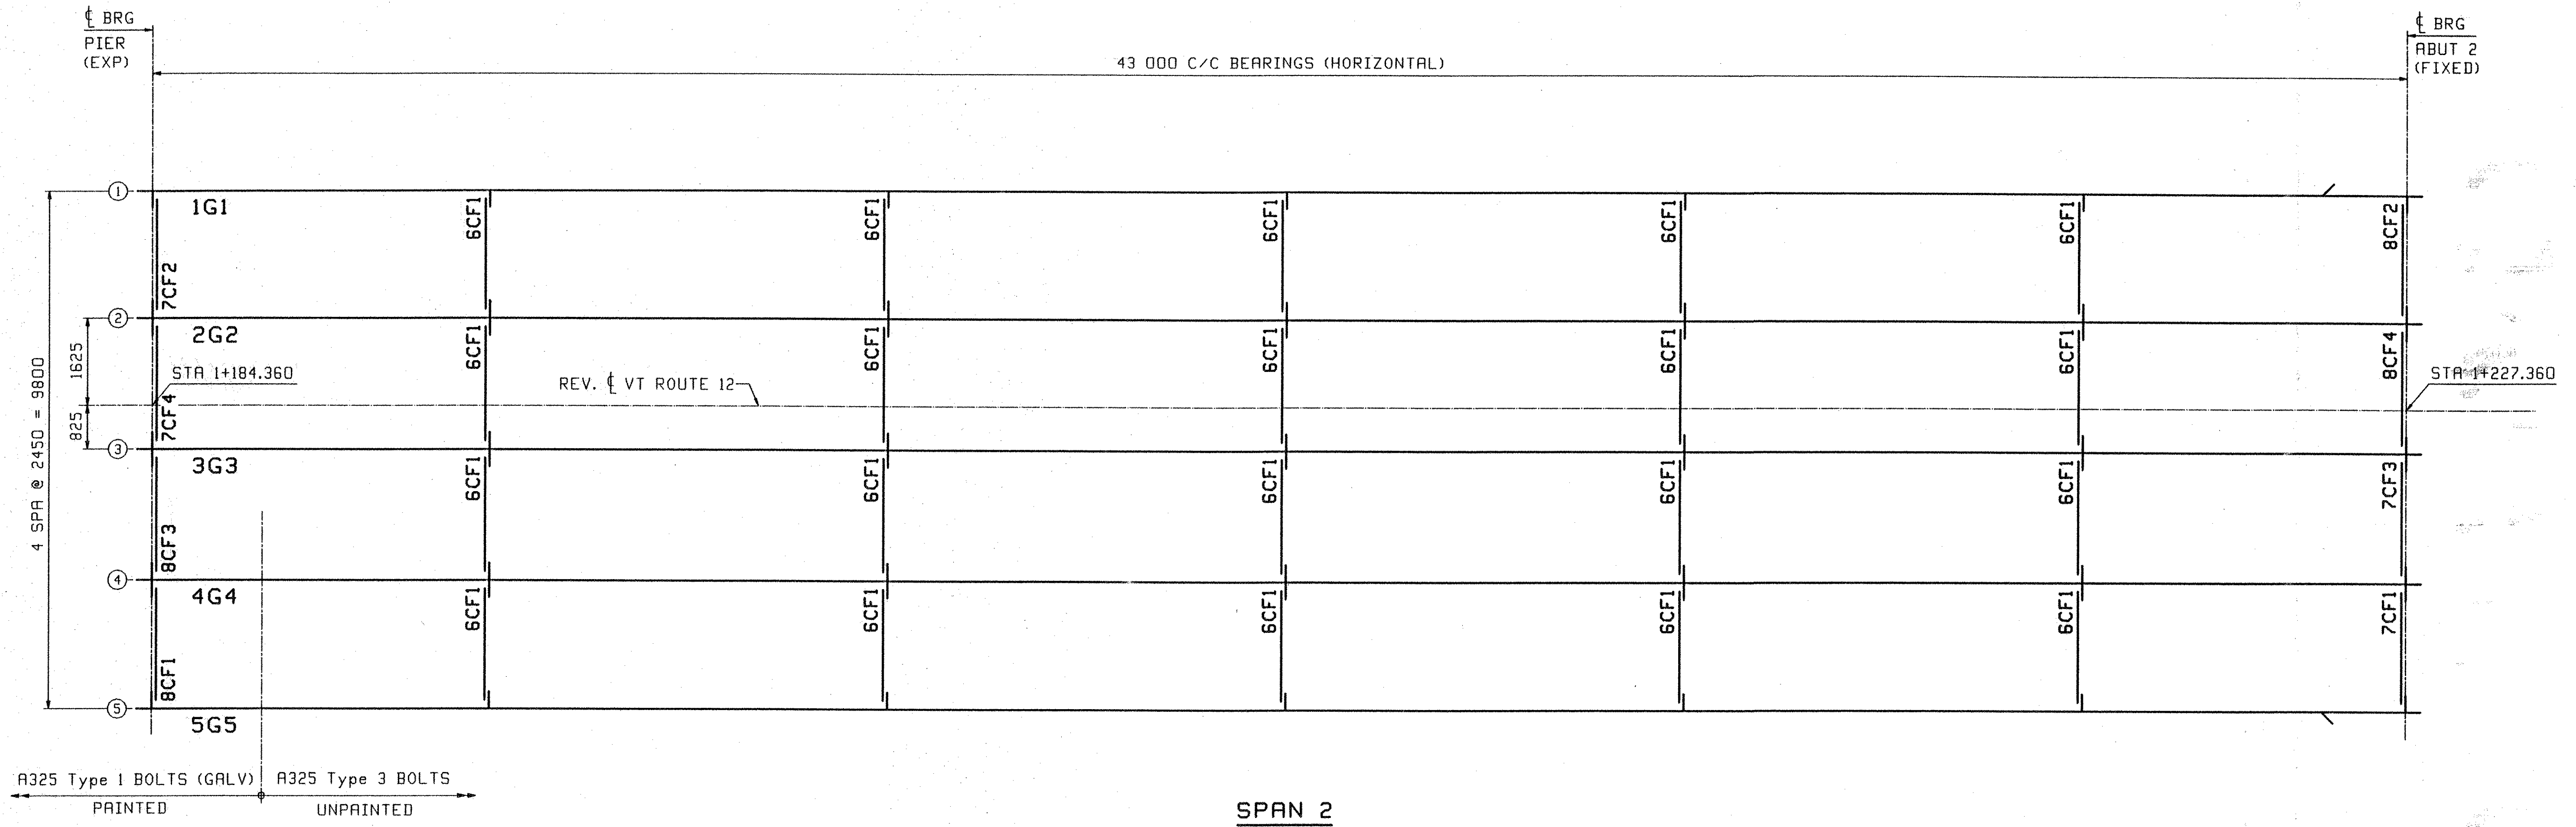 ℄ BRG
PIER
(EXP)
℄ BRG
ABUT 2
(FIXED)
43 000 C/C BEARINGS (HORIZONTAL)
1
1G1
6CF1
6CF1
6CF1
6CF1
6CF1
8CF2
7CF2
2
2G2
6CF1
6CF1
6CF1
6CF1
6CF1
8CF4
4 SPA @ 2450 = 9800
1625
825
STA 1+184.360
REV. ℄ VT ROUTE 12
STA 1+227.360
7CF4
3
3G3
6CF1
6CF1
6CF1
6CF1
6CF1
7CF3
8CF3
4
4G4
6CF1
6CF1
6CF1
6CF1
6CF1
7CF1
8CF1
5
5G5
A325 Type 1 BOLTS (GALV)
A325 Type 3 BOLTS
PAINTED
UNPAINTED
SPAN 2